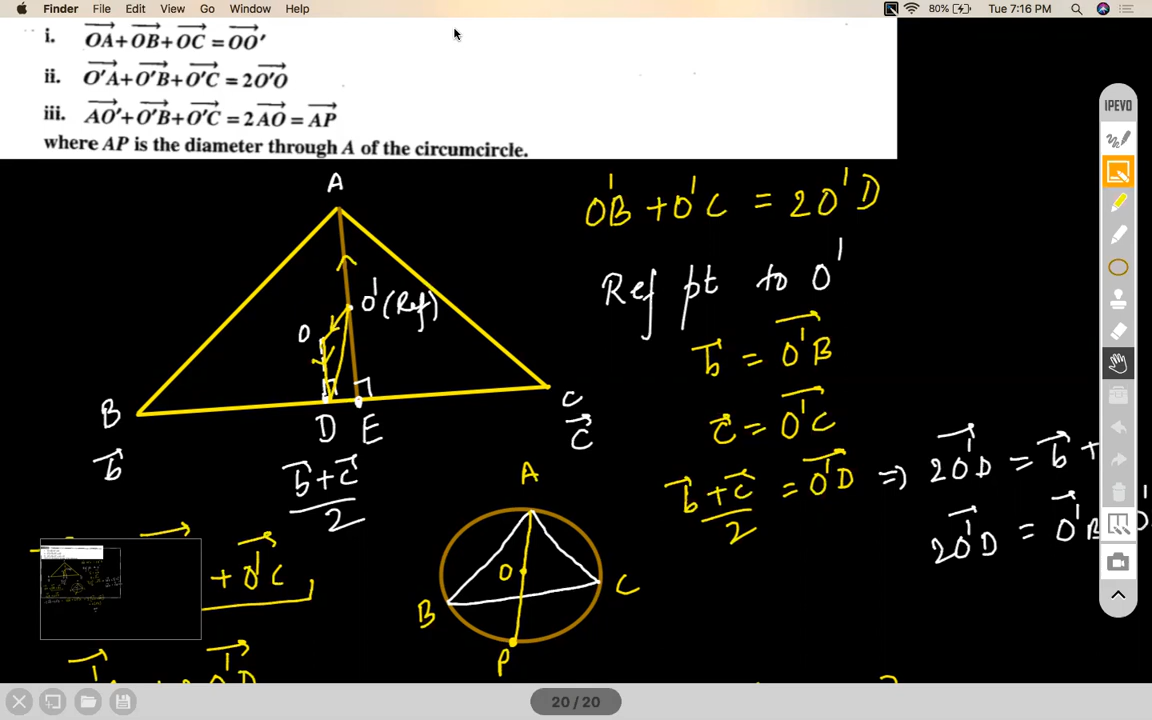 Finder File Edit View Go Window Help 80% Tue 7:16 PM
i. OA+OB+OC = OO'
ii. O'A+O'B+O'C = 2O'O
iii. AO'+O'B+O'C = 2AO = AP
where AP is the diameter through A of the circumcircle.
IPEVO
A
O'B + O'C = 2O'D
Ref pt to O'
O' (Ref)
O
b = O'B
B
D E
C
b
c
c = O'C
b+c/2
b+c/2 = O'D ⇒ 2O'D = b +
2O'D = O'B
A
O
B
C
P
+ O'C
2O'D
20 / 20